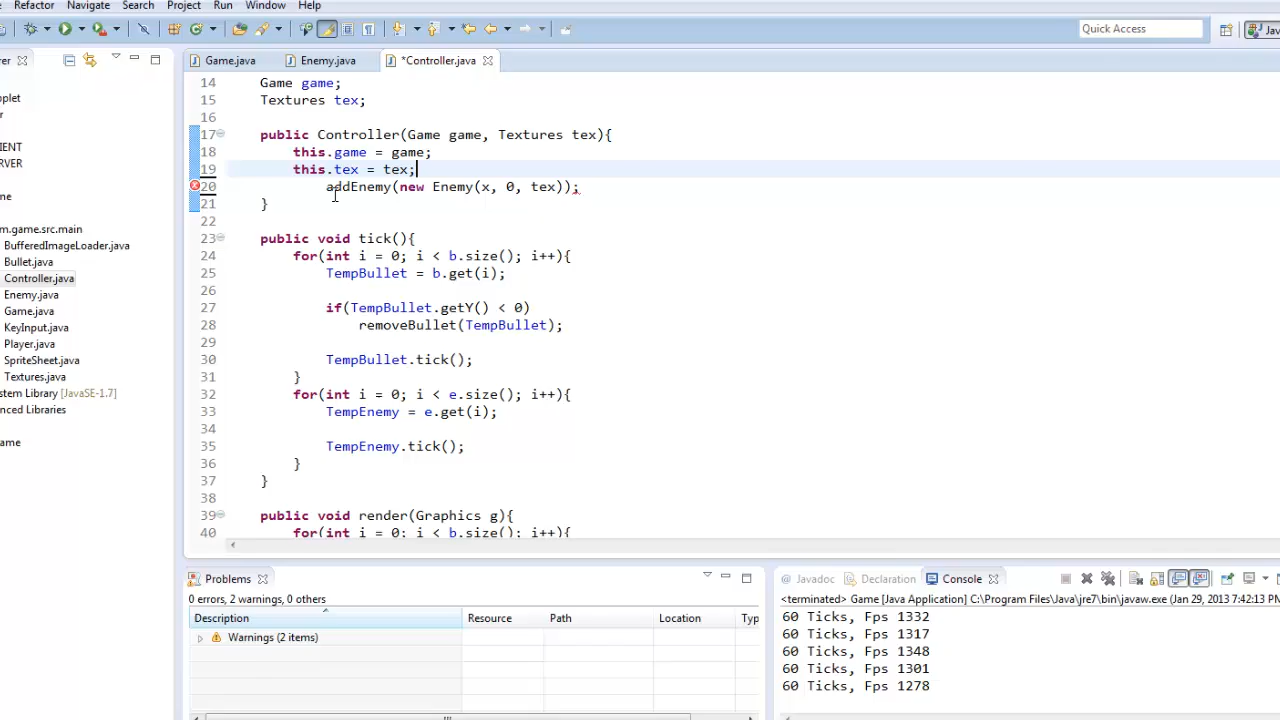 Refactor Navigate Search Project Run Window Help
Quick Access
Game.java Enemy.java *Controller.java
14 Game game;
15 Textures tex;
16
17 public Controller(Game game, Textures tex){
18 this.game = game;
19 this.tex = tex;
20 addEnemy(new Enemy(x, 0, tex));
21 }
22
23 public void tick(){
24 for(int i = 0; i < b.size(); i++){
25 TempBullet = b.get(i);
26
27 if(TempBullet.getY() < 0)
28 removeBullet(TempBullet);
29
30 TempBullet.tick();
31 }
32 for(int i = 0; i < e.size(); i++){
33 TempEnemy = e.get(i);
34
35 TempEnemy.tick();
36 }
37 }
38
39 public void render(Graphics g){
40 for(int i = 0; i < b.size(); i++){
m.game.src.main
BufferedImageLoader.java
Bullet.java
Controller.java
Enemy.java
Game.java
KeyInput.java
Player.java
SpriteSheet.java
Textures.java
stem Library [JavaSE-1.7]
nced Libraries
ame
Problems
0 errors, 2 warnings, 0 others
Description Resource Path Location Typ
Warnings (2 items)
@ Javadoc Declaration Console
<terminated> Game [Java Application] C:\Program Files\Java\jre7\bin\javaw.exe (Jan 29, 2013 7:42:13 PM
60 Ticks, Fps 1332
60 Ticks, Fps 1317
60 Ticks, Fps 1348
60 Ticks, Fps 1301
60 Ticks, Fps 1278